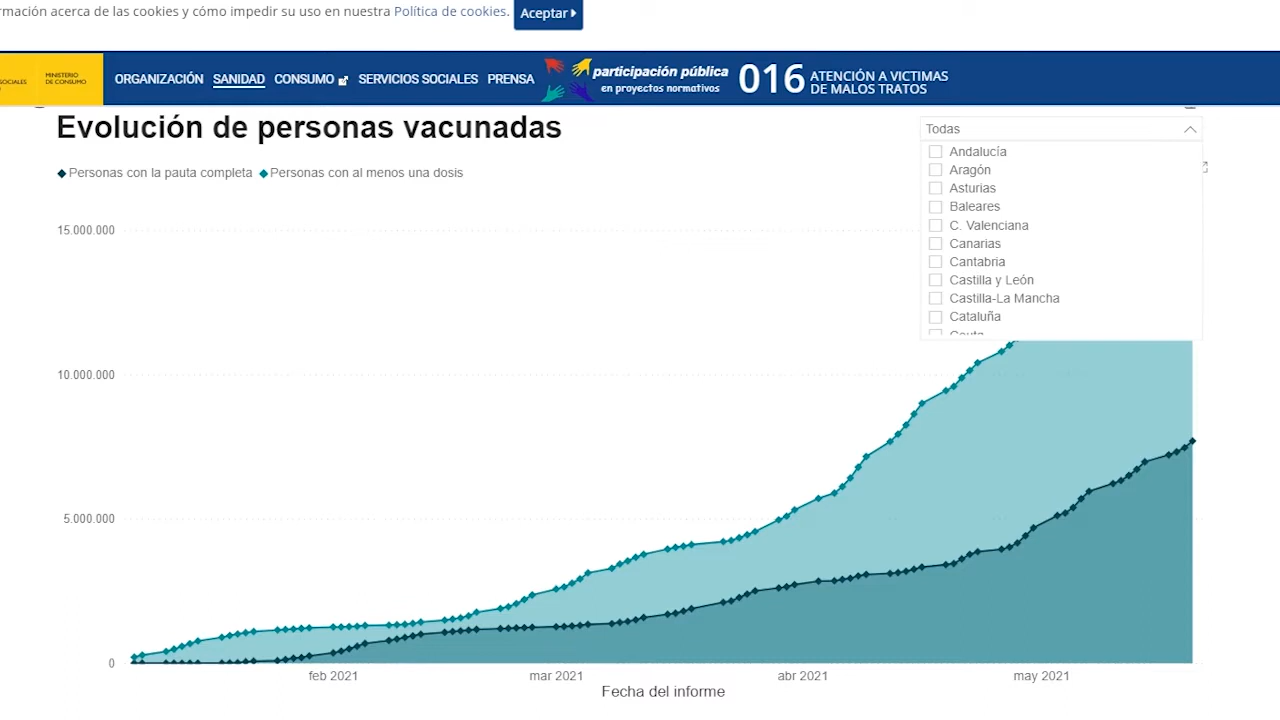 rmación acerca de las cookies y cómo impedir su uso en nuestra Política de cookies. Aceptar
SOCIALES
MINISTERIO
DE CONSUMO
ORGANIZACIÓN SANIDAD CONSUMO SERVICIOS SOCIALES PRENSA
participación pública
en proyectos normativos
016 ATENCIÓN A VICTIMAS
DE MALOS TRATOS
Evolución de personas vacunadas
Personas con la pauta completa Personas con al menos una dosis
Todas
Andalucía
Aragón
Asturias
Baleares
C. Valenciana
Canarias
Cantabria
Castilla y León
Castilla-La Mancha
Cataluña
Ceuta
15.000.000
10.000.000
5.000.000
0
feb 2021 mar 2021 abr 2021 may 2021
Fecha del informe